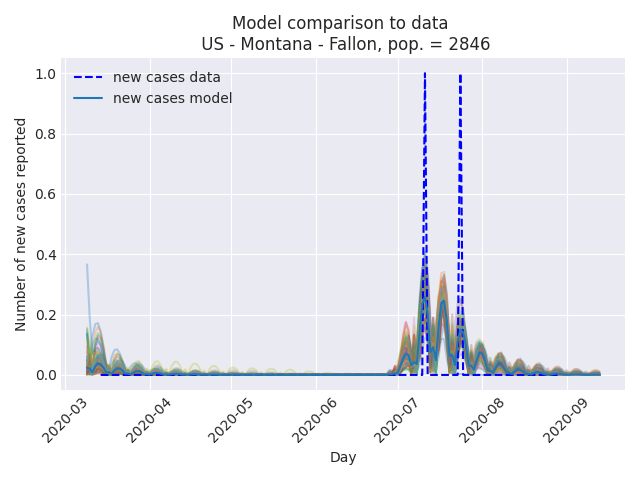 Model comparison to data
US - Montana - Fallon, pop. = 2846
new cases data
new cases model
Number of new cases reported
1.0
0.8
0.6
0.4
0.2
0.0
2020-03
2020-04
2020-05
2020-06
2020-07
2020-08
2020-09
Day